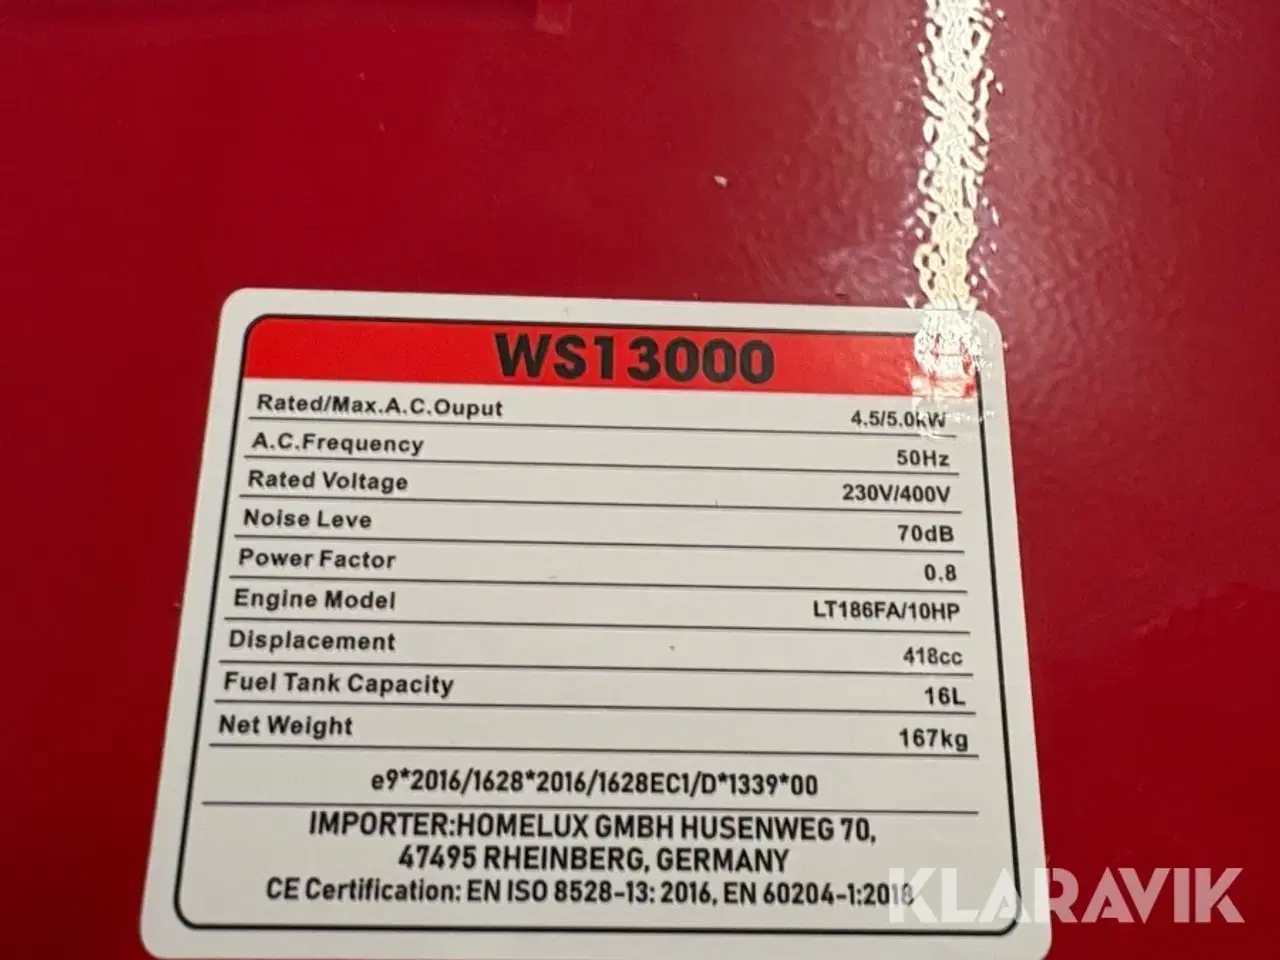 WS13000
Rated/Max.A.C.Ouput 4.5/5.0kW
A.C.Frequency 50Hz
Rated Voltage 230V/400V
Noise Leve 70dB
Power Factor 0.8
Engine Model LT186FA/10HP
Displacement 418cc
Fuel Tank Capacity 16L
Net Weight 167kg
e9*2016/1628*2016/1628EC1/D*1339*00
IMPORTER:HOMELUX GMBH HUSENWEG 70,
47495 RHEINBERG, GERMANY
CE Certification: EN ISO 8528-13: 2016, EN 60204-1:2018
KLARAVIK